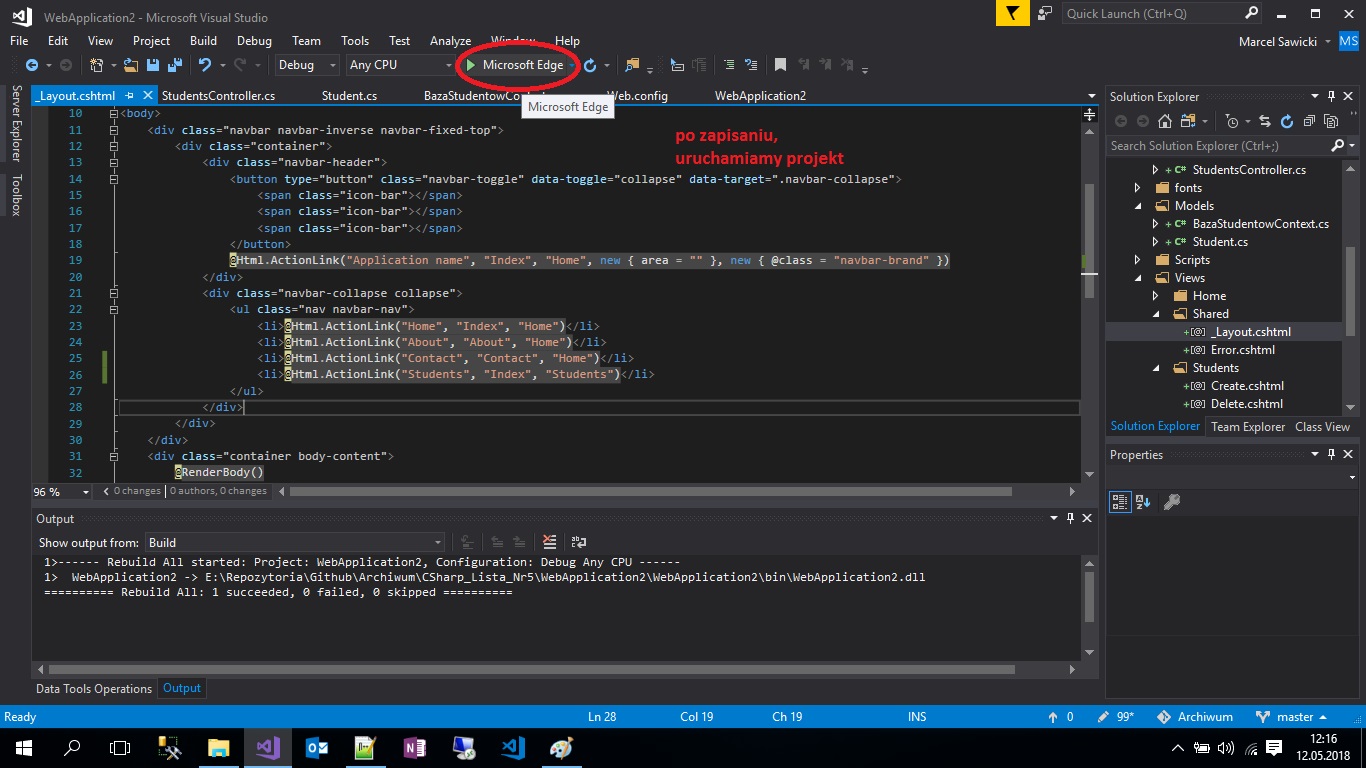 WebApplication2 - Microsoft Visual Studio
Quick Launch (Ctrl+Q)
File Edit View Project Build Debug Team Tools Test Analyze Window Help
Marcel Sawicki MS
Debug Any CPU Microsoft Edge
_Layout.cshtml StudentsController.cs Student.cs BazaStudentowCont Web.config WebApplication2
Microsoft Edge
po zapisaniu,
uruchamiamy projekt
Server Explorer
Toolbox
10 <body>
11 <div class="navbar navbar-inverse navbar-fixed-top">
12 <div class="container">
13 <div class="navbar-header">
14 <button type="button" class="navbar-toggle" data-toggle="collapse" data-target=".navbar-collapse">
15 <span class="icon-bar"></span>
16 <span class="icon-bar"></span>
17 <span class="icon-bar"></span>
18 </button>
19 @Html.ActionLink("Application name", "Index", "Home", new { area = "" }, new { @class = "navbar-brand" })
20 </div>
21 <div class="navbar-collapse collapse">
22 <ul class="nav navbar-nav">
23 <li>@Html.ActionLink("Home", "Index", "Home")</li>
24 <li>@Html.ActionLink("About", "About", "Home")</li>
25 <li>@Html.ActionLink("Contact", "Contact", "Home")</li>
26 <li>@Html.ActionLink("Students", "Index", "Students")</li>
27 </ul>
28 </div>
29 </div>
30 </div>
31 <div class="container body-content">
32 @RenderBody()
96 % 0 changes | 0 authors, 0 changes
Output
Show output from: Build
1>------ Rebuild All started: Project: WebApplication2, Configuration: Debug Any CPU ------
1> WebApplication2 -> E:\Repozytoria\Github\Archiwum\CSharp_Lista_Nr5\WebApplication2\WebApplication2\bin\WebApplication2.dll
========== Rebuild All: 1 succeeded, 0 failed, 0 skipped ==========
Data Tools Operations Output
Solution Explorer
Search Solution Explorer (Ctrl+;)
StudentsController.cs
fonts
Models
BazaStudentowContext.cs
Student.cs
Scripts
Views
Home
Shared
_Layout.cshtml
Error.cshtml
Students
Create.cshtml
Delete.cshtml
Solution Explorer Team Explorer Class View
Properties
Ready Ln 28 Col 19 Ch 19 INS 0 99* Archiwum master
12:16
12.05.2018